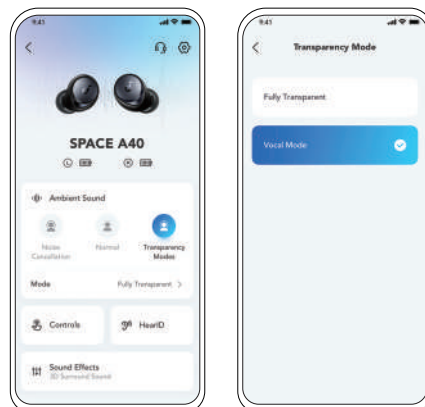 9:41
SPACE A40
L
R
Ambient Sound
Noise
Cancellation
Normal
Transparency
Modes
Mode
Fully Transparent
Controls
HearID
Sound Effects
3D Surround Sound
9:41
Transparency Mode
Fully Transparent
Vocal Mode